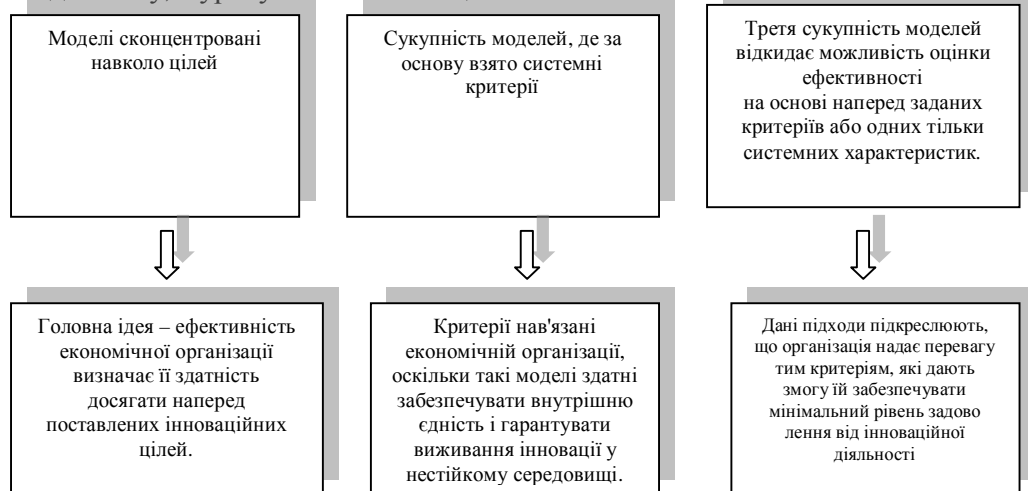 Моделі сконцентровані
навколо цілей
Сукупність моделей, де за
основу взято системні
критерії
Третя сукупність моделей
відкидає можливість оцінки
ефективності
на основі наперед заданих
критеріїв або одних тільки
системних характеристик.
Головна ідея – ефективність
економічної організації
визначає її здатність
досягати наперед
поставлених інноваційних
цілей.
Критерії нав'язані
економічній організації,
оскільки такі моделі здатні
забезпечувати внутрішню
єдність і гарантувати
виживання інновації у
нестійкому середовищі.
Дані підходи підкреслюють,
що організація надає перевагу
тим критеріям, які дають
змогу їй забезпечувати
мінімальний рівень задово
лення від інноваційної
діяльності